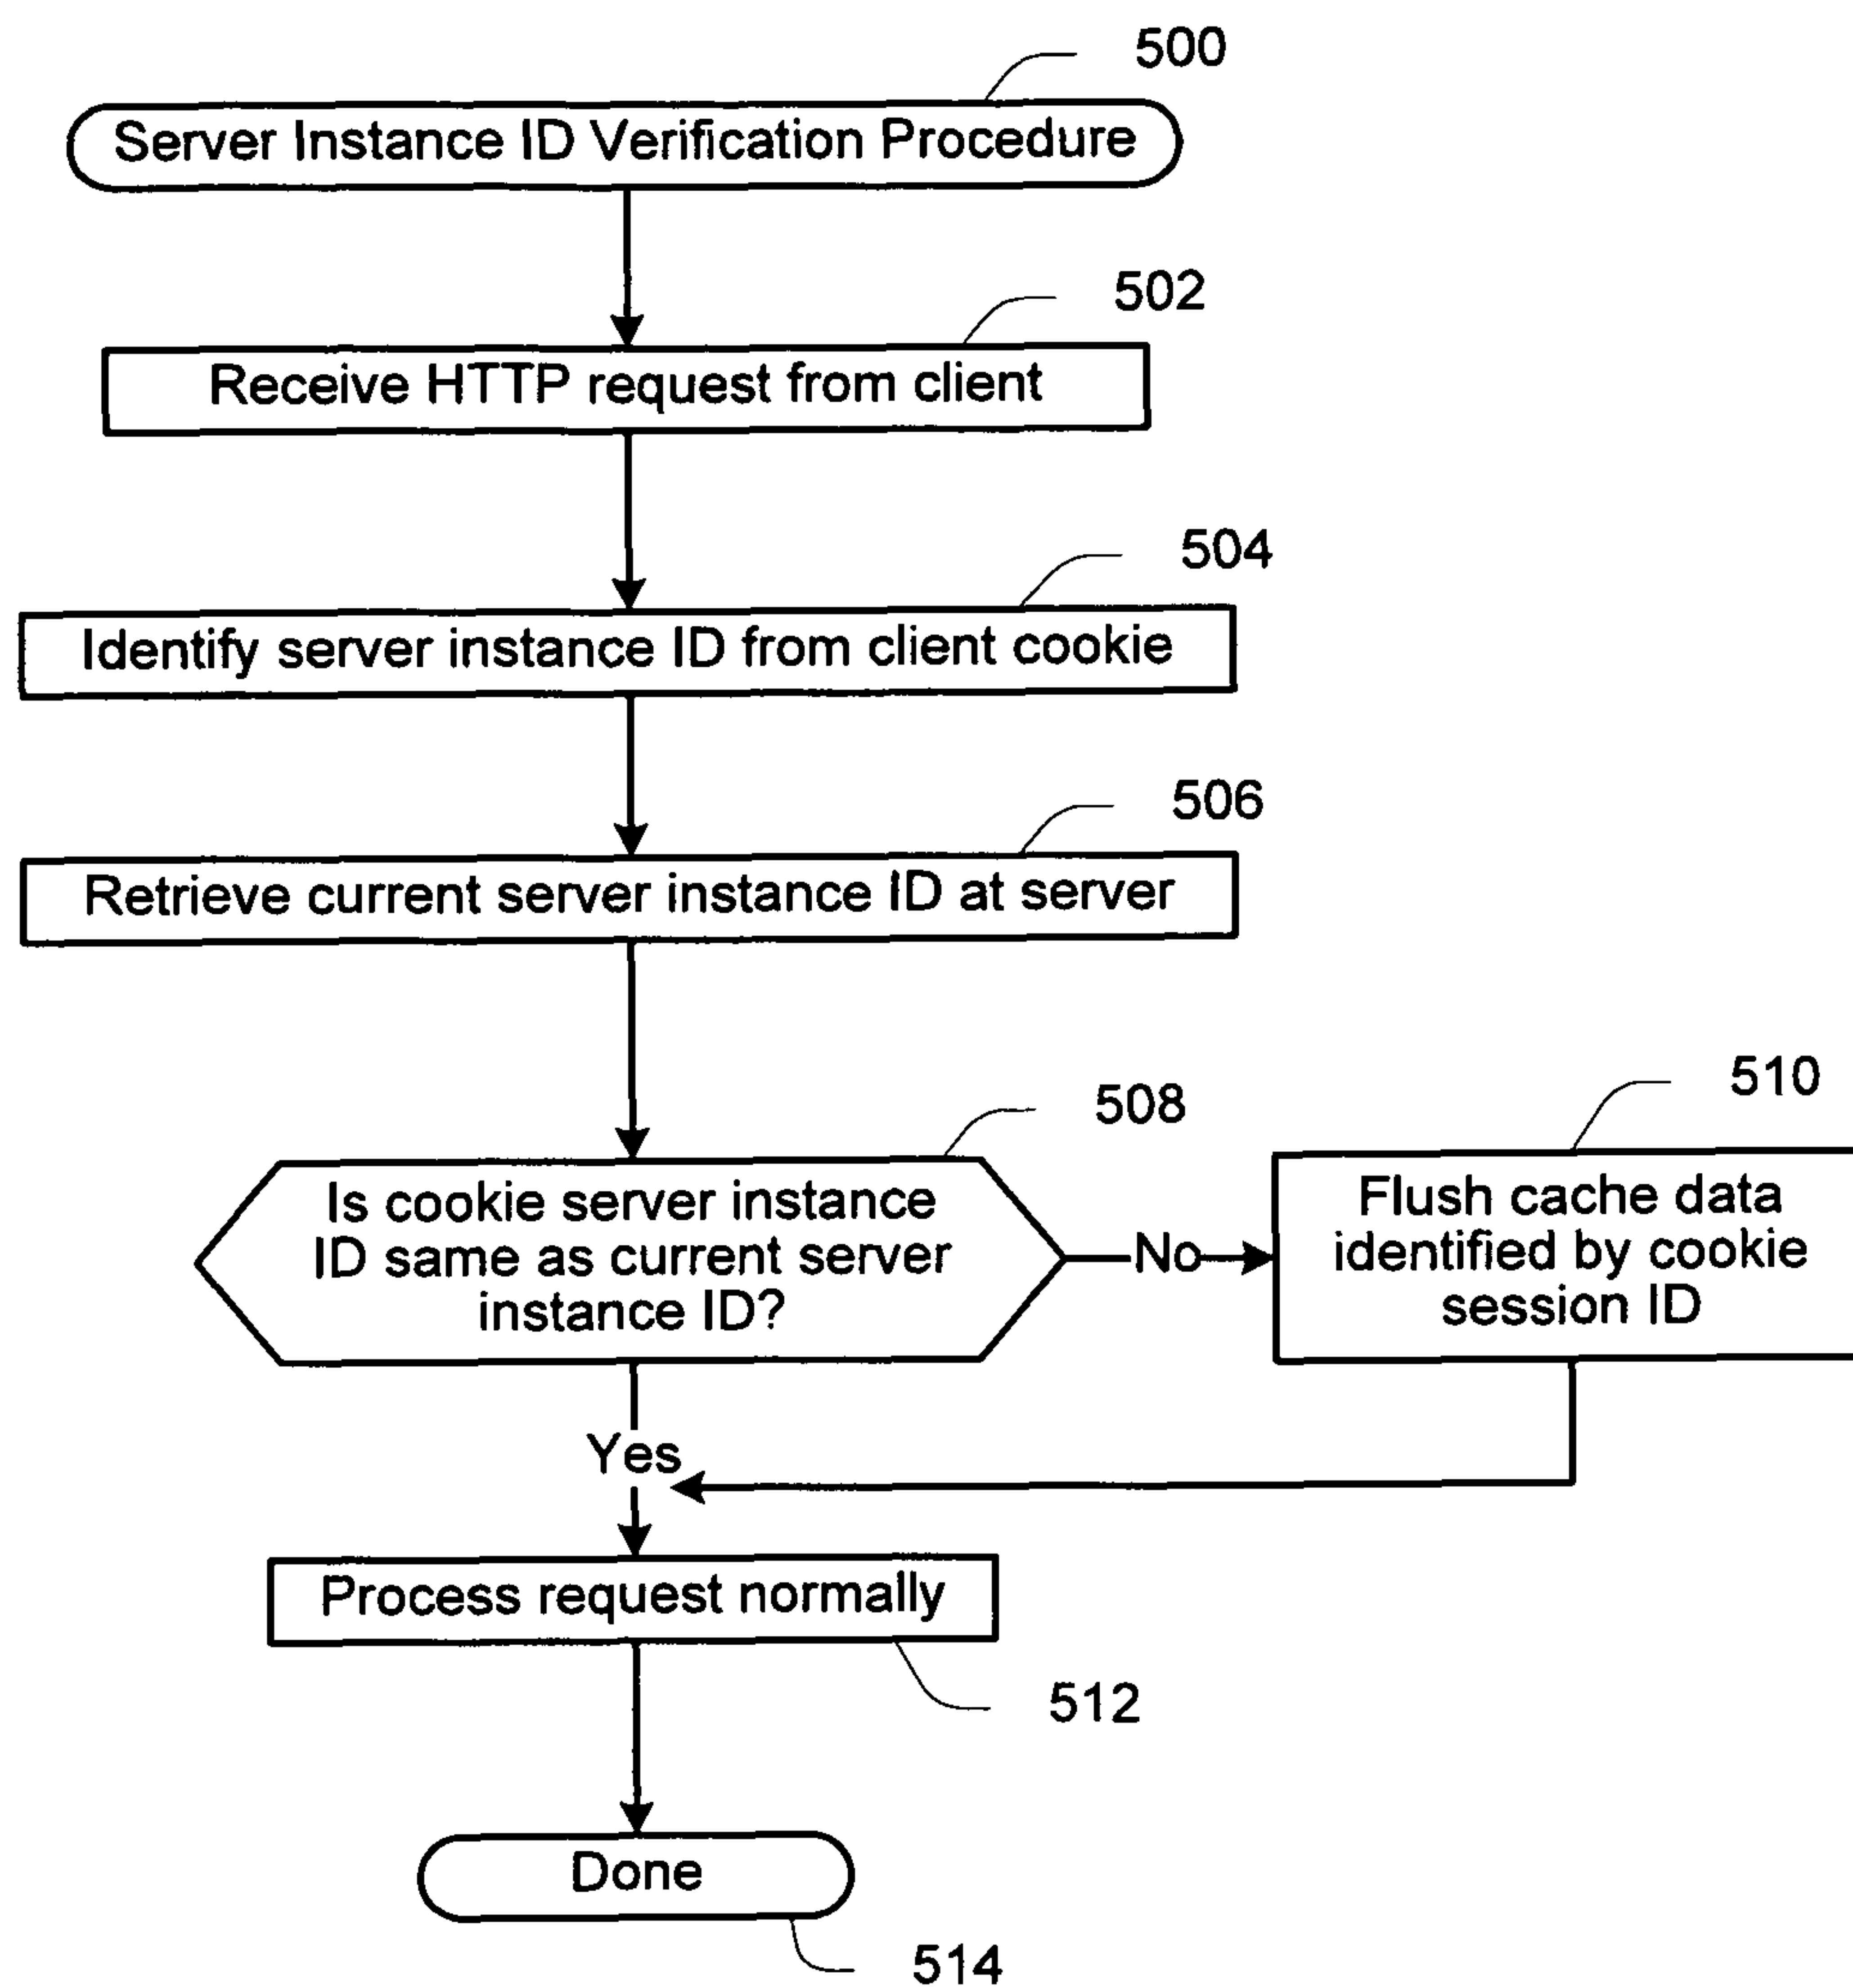 500
Server Instance ID Verification Procedure
502
Receive HTTP request from client
504
Identify server instance ID from client cookie
506
Retrieve current server instance ID at server
508
Is cookie server instance
ID same as current server
instance ID?
No
510
Flush cache data
identified by cookie
session ID
Yes
Process request normally
512
Done
514